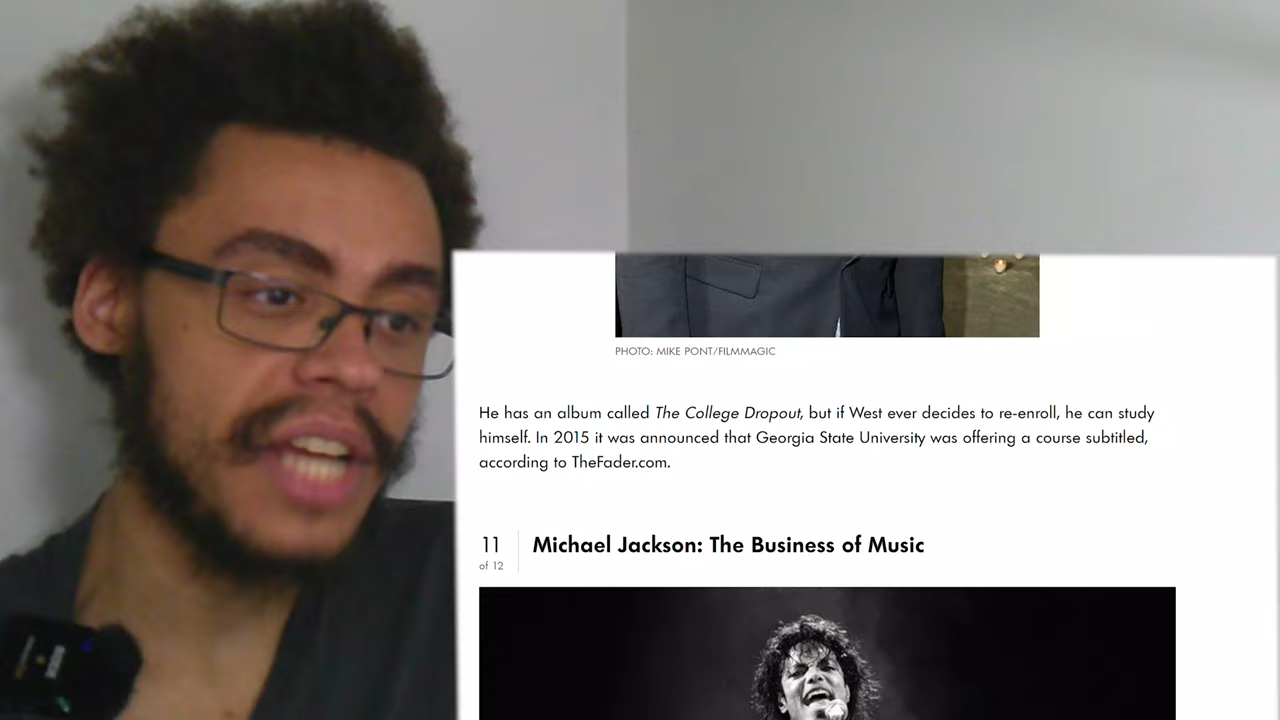 PHOTO: MIKE PONT/FILMMAGIC
He has an album called The College Dropout, but if West ever decides to re-enroll, he can study
himself. In 2015 it was announced that Georgia State University was offering a course subtitled,
according to TheFader.com.
11
of 12
Michael Jackson: The Business of Music